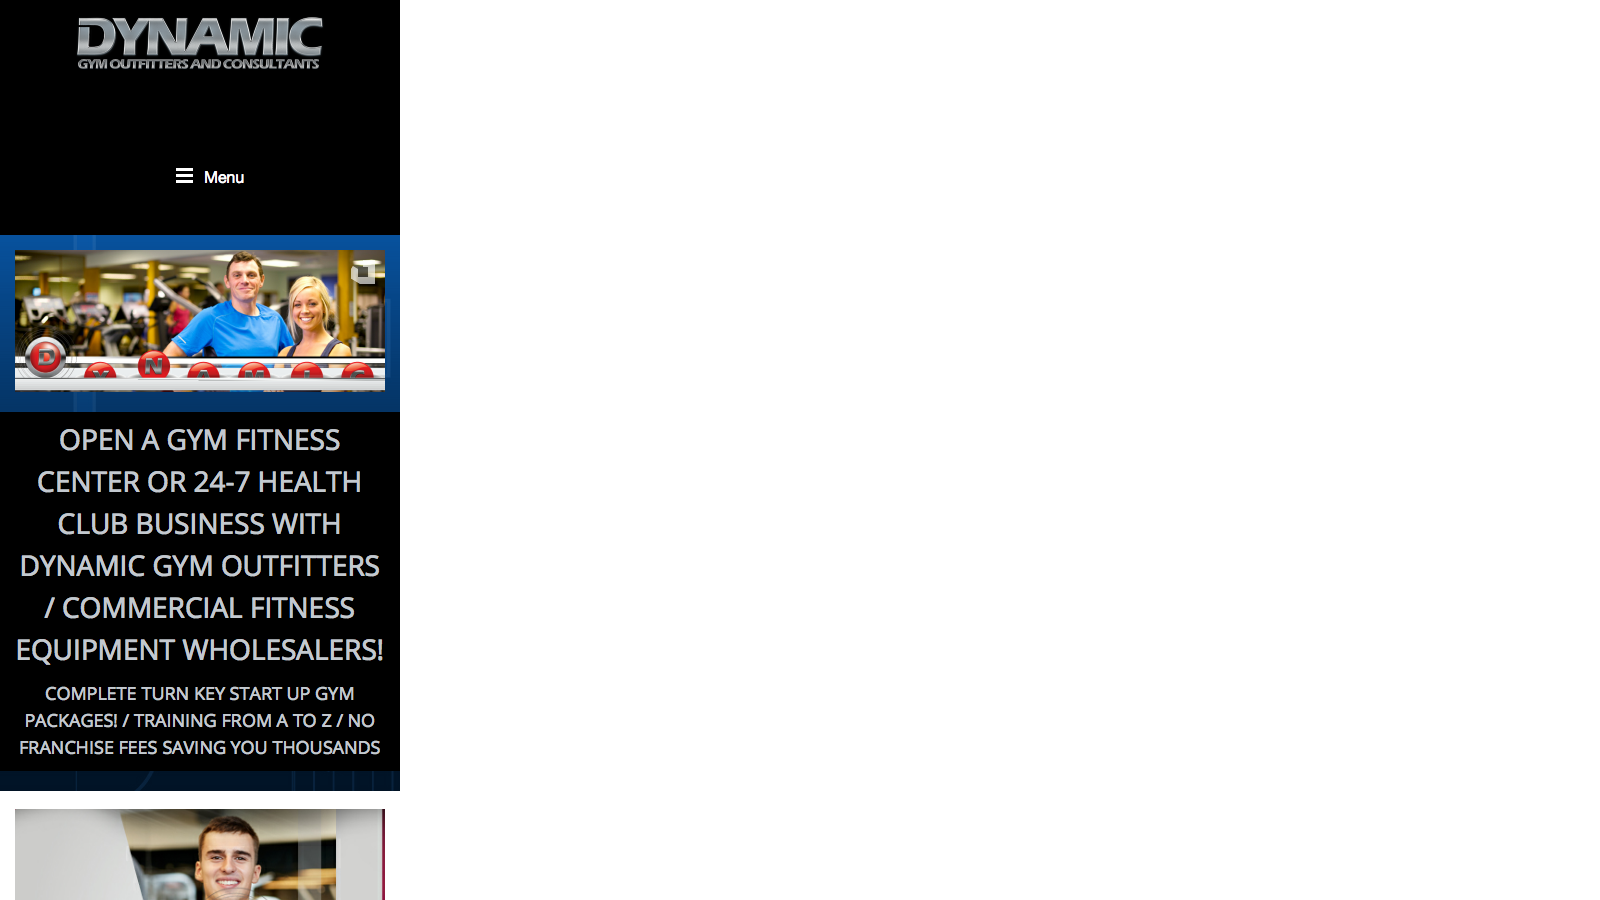 DYNAMIC
GYM OUTFITTERS AND CONSULTANTS
Menu
D Y N A M I C
OPEN A GYM FITNESS
CENTER OR 24-7 HEALTH
CLUB BUSINESS WITH
DYNAMIC GYM OUTFITTERS
/ COMMERCIAL FITNESS
EQUIPMENT WHOLESALERS!
COMPLETE TURN KEY START UP GYM
PACKAGES! / TRAINING FROM A TO Z / NO
FRANCHISE FEES SAVING YOU THOUSANDS